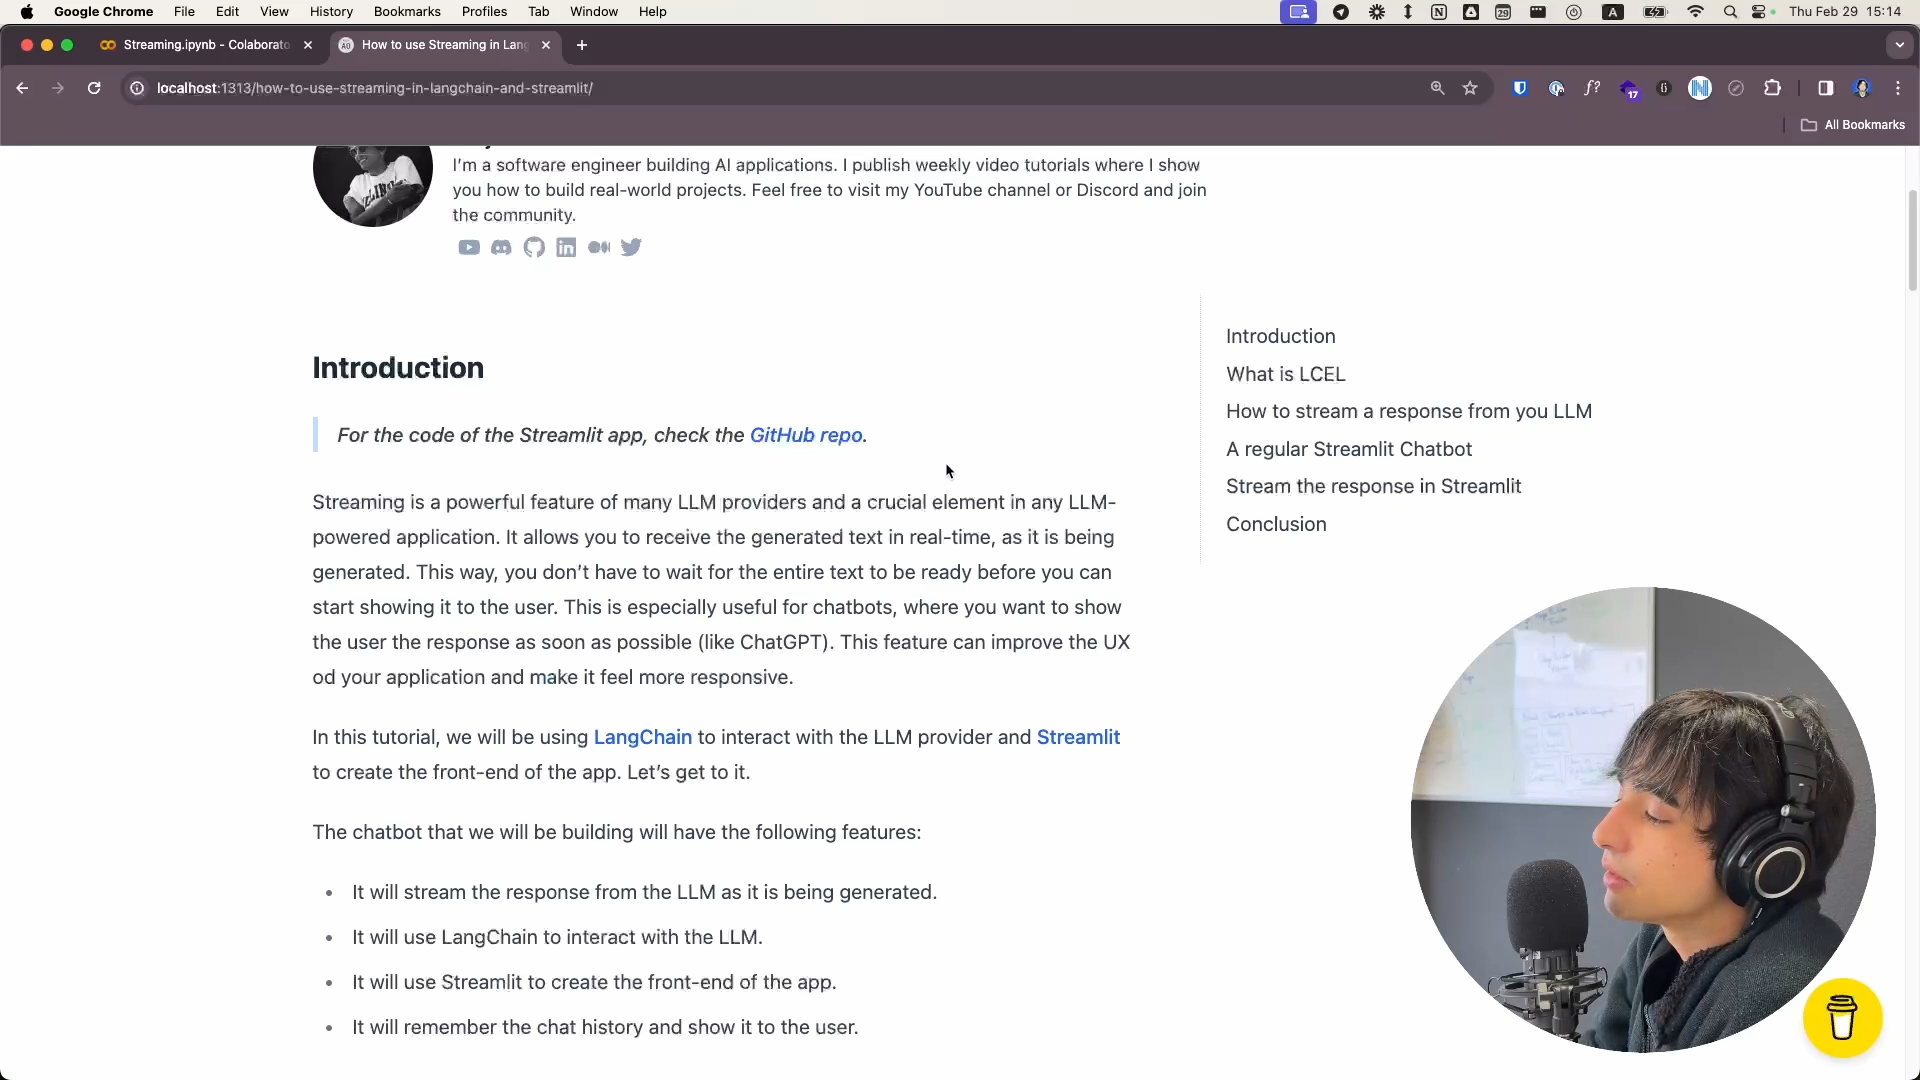 Google Chrome File Edit View History Bookmarks Profiles Tab Window Help
29 A Thu Feb 29 15:14
Streaming.ipynb - Colaborato
How to use Streaming in Lang
localhost:1313/how-to-use-streaming-in-langchain-and-streamlit/
f?
17
All Bookmarks
I'm a software engineer building AI applications. I publish weekly video tutorials where I show
you how to build real-world projects. Feel free to visit my YouTube channel or Discord and join
the community.
Introduction
For the code of the Streamlit app, check the GitHub repo.
Streaming is a powerful feature of many LLM providers and a crucial element in any LLM-
powered application. It allows you to receive the generated text in real-time, as it is being
generated. This way, you don't have to wait for the entire text to be ready before you can
start showing it to the user. This is especially useful for chatbots, where you want to show
the user the response as soon as possible (like ChatGPT). This feature can improve the UX
od your application and make it feel more responsive.
In this tutorial, we will be using LangChain to interact with the LLM provider and Streamlit
to create the front-end of the app. Let's get to it.
The chatbot that we will be building will have the following features:
• It will stream the response from the LLM as it is being generated.
• It will use LangChain to interact with the LLM.
• It will use Streamlit to create the front-end of the app.
• It will remember the chat history and show it to the user.
Introduction
What is LCEL
How to stream a response from you LLM
A regular Streamlit Chatbot
Stream the response in Streamlit
Conclusion